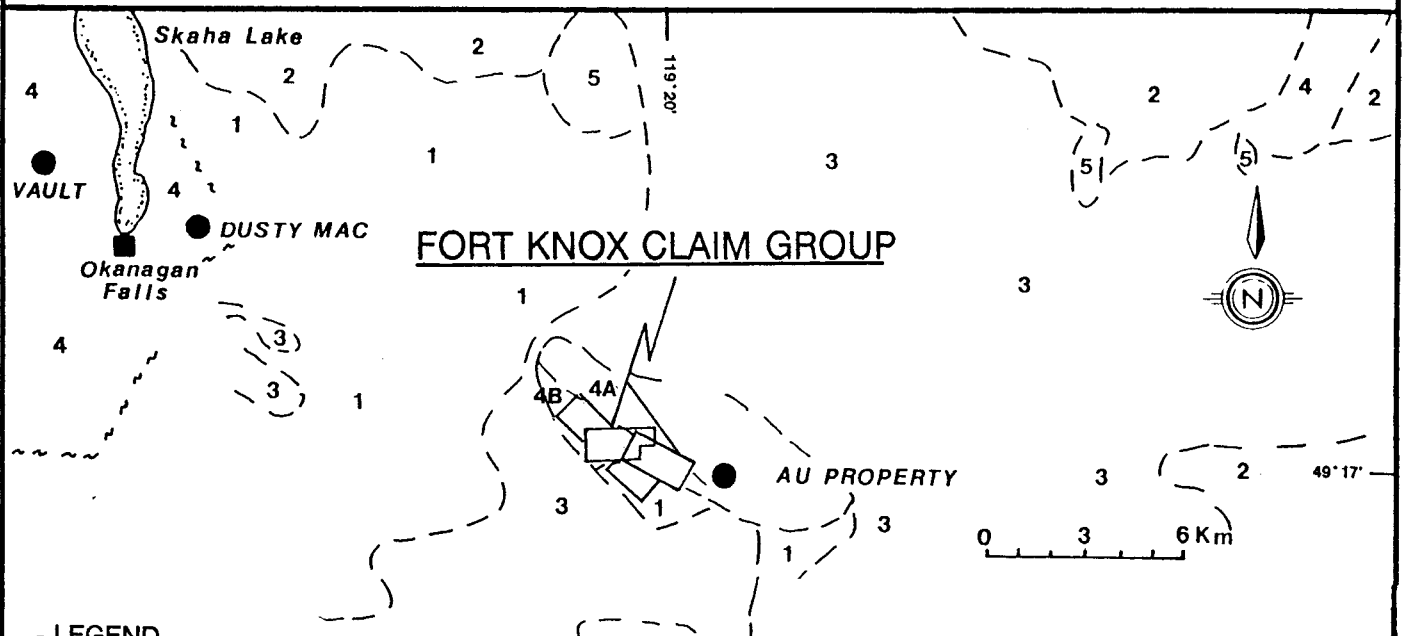 Skaha Lake
2
2
5
119°20'
2
4
2
4
1
1
3
5
5
VAULT
4
DUSTY MAC
FORT KNOX CLAIM GROUP
Okanagan
Falls
1
3
N
4
3
3
1
4B
4A
AU PROPERTY
3
2
49°17'
3
1
3
1
0 3 6 Km
LEGEND